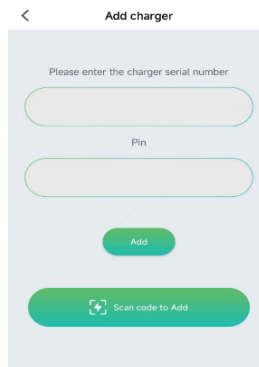 Add charger
Please enter the charger serial number
Pin
Add
Scan code to Add